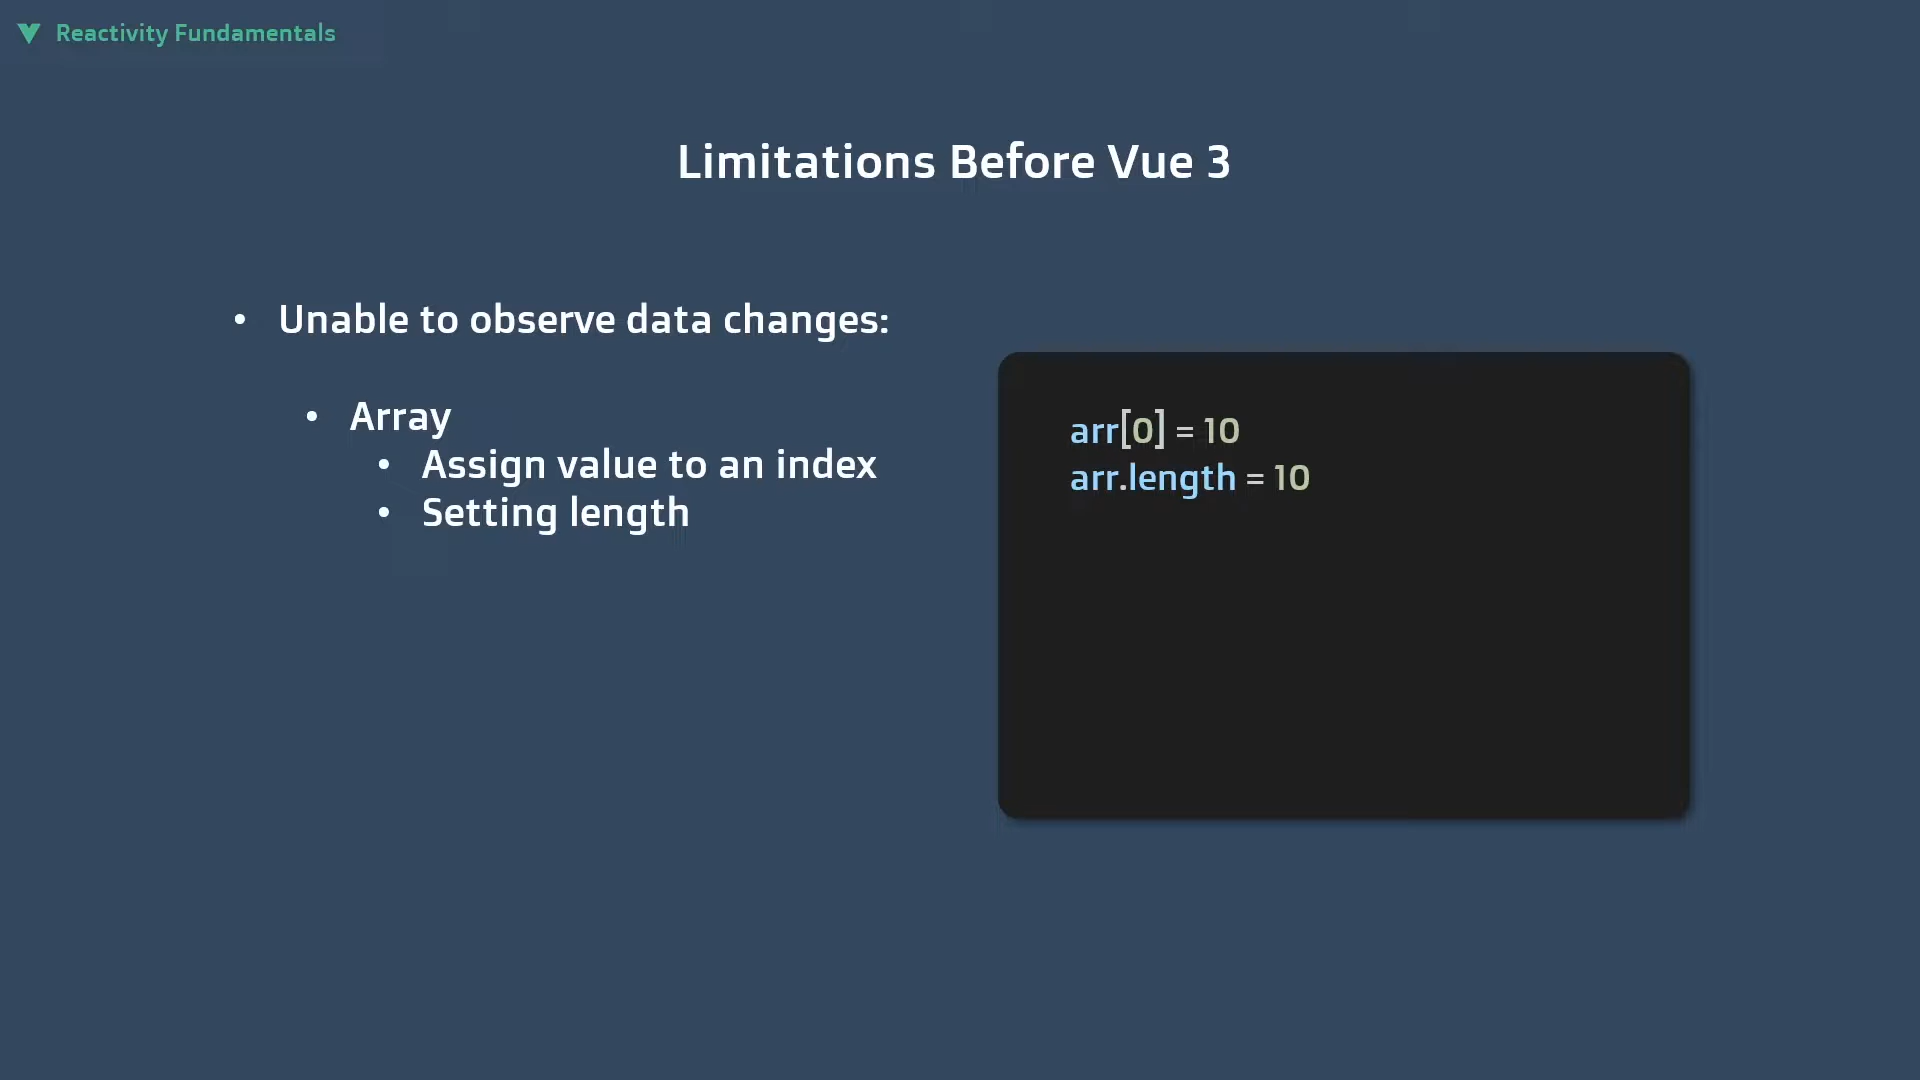 Reactivity Fundamentals
Limitations Before Vue 3
• Unable to observe data changes:
• Array
• Assign value to an index
• Setting length
arr[0] = 10
arr.length = 10